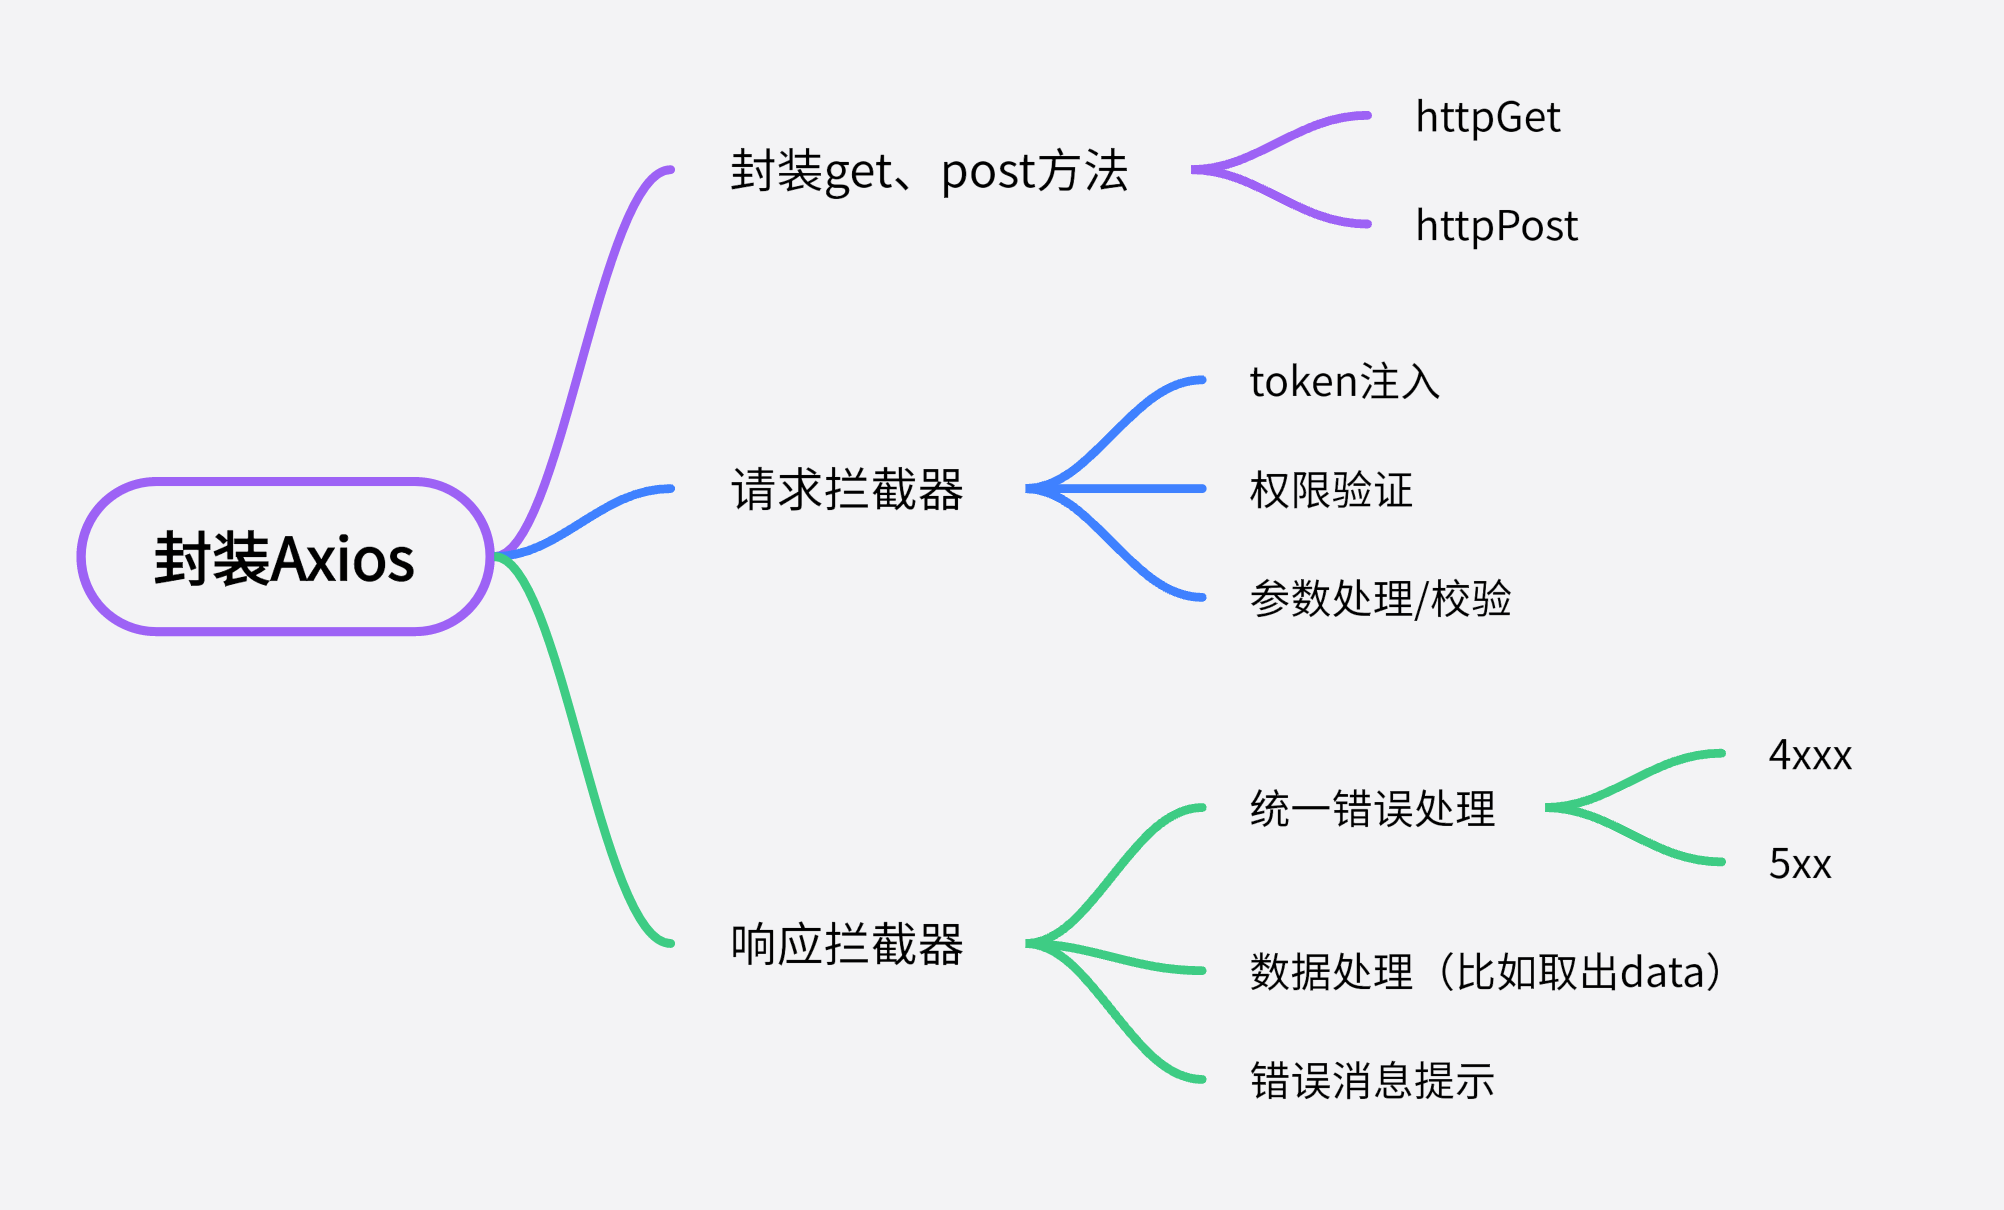 封装Axios
封装get、post方法
httpGet
httpPost
请求拦截器
token注入
权限验证
参数处理/校验
响应拦截器
统一错误处理
4xxx
5xx
数据处理（比如取出data）
错误消息提示